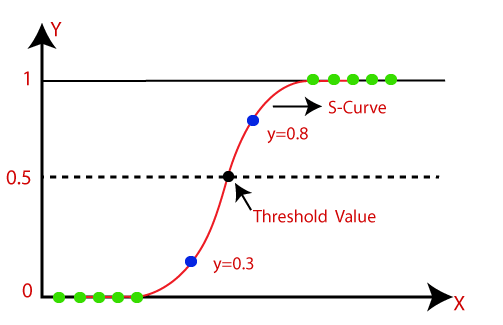 Y
1
S-Curve
y=0.8
0.5
Threshold Value
y=0.3
0
X